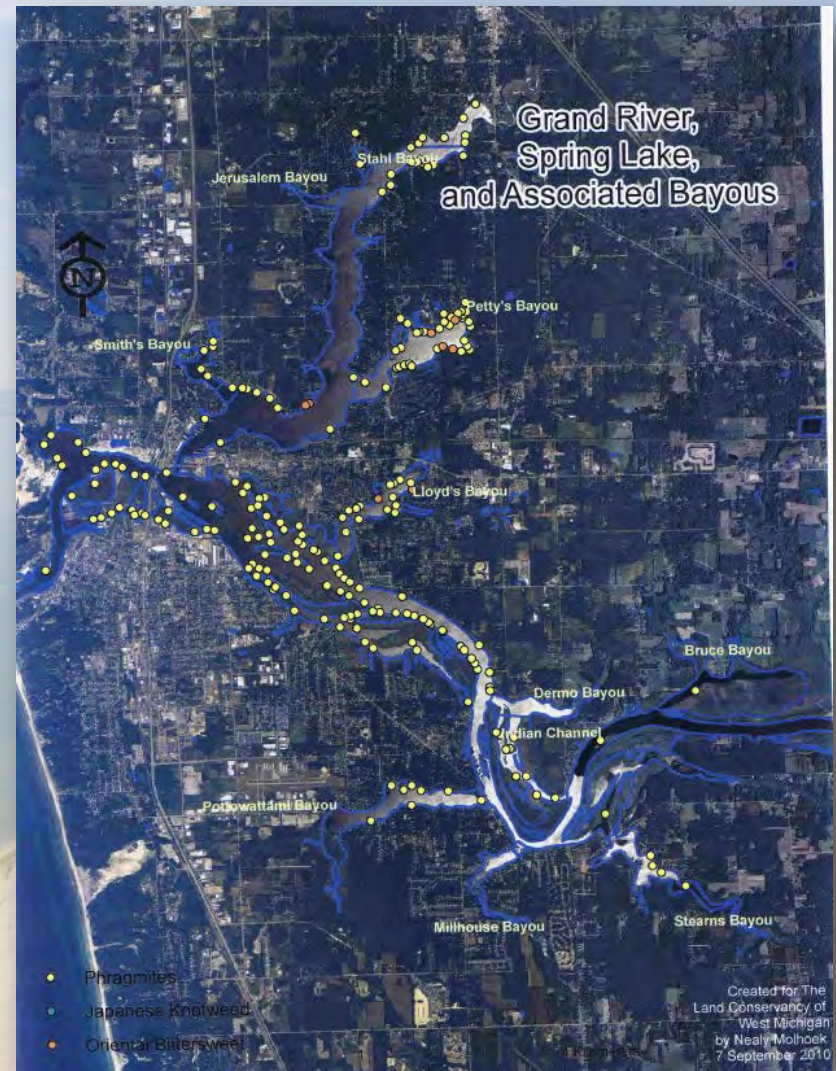 Grand River,
Spring Lake,
and Associated Bayous
Stahl Bayou
Jerusalem Bayou
N
Petty's Bayou
Smith's Bayou
Lloyd's Bayou
Bruce Bayou
Dermo Bayou
Indian Channel
Pottowattami Bayou
Millhouse Bayou
Stearns Bayou
Phragmites
Japanese Knotweed
Oriental Bittersweet
Created for The
Land Conservancy of
West Michigan
by Nealy Molhoek
7 September 2010